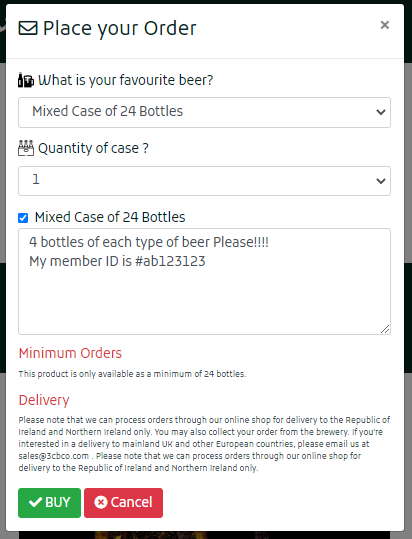 Place your Order
×
What is your favourite beer?
Mixed Case of 24 Bottles
Quantity of case ?
1
Mixed Case of 24 Bottles
4 bottles of each type of beer Please!!!!
My member ID is #ab123123
Minimum Orders
This product is only available as a minimum of 24 bottles.
Delivery
Please note that we can process orders through our online shop for delivery to the Republic of
Ireland and Northern Ireland only. You may also collect your order from the brewery. If you're
interested in a delivery to mainland UK and other European countries, please email us at
sales@3cbco.com . Please note that we can process orders through our online shop for
delivery to the Republic of Ireland and Northern Ireland only.
BUY
Cancel